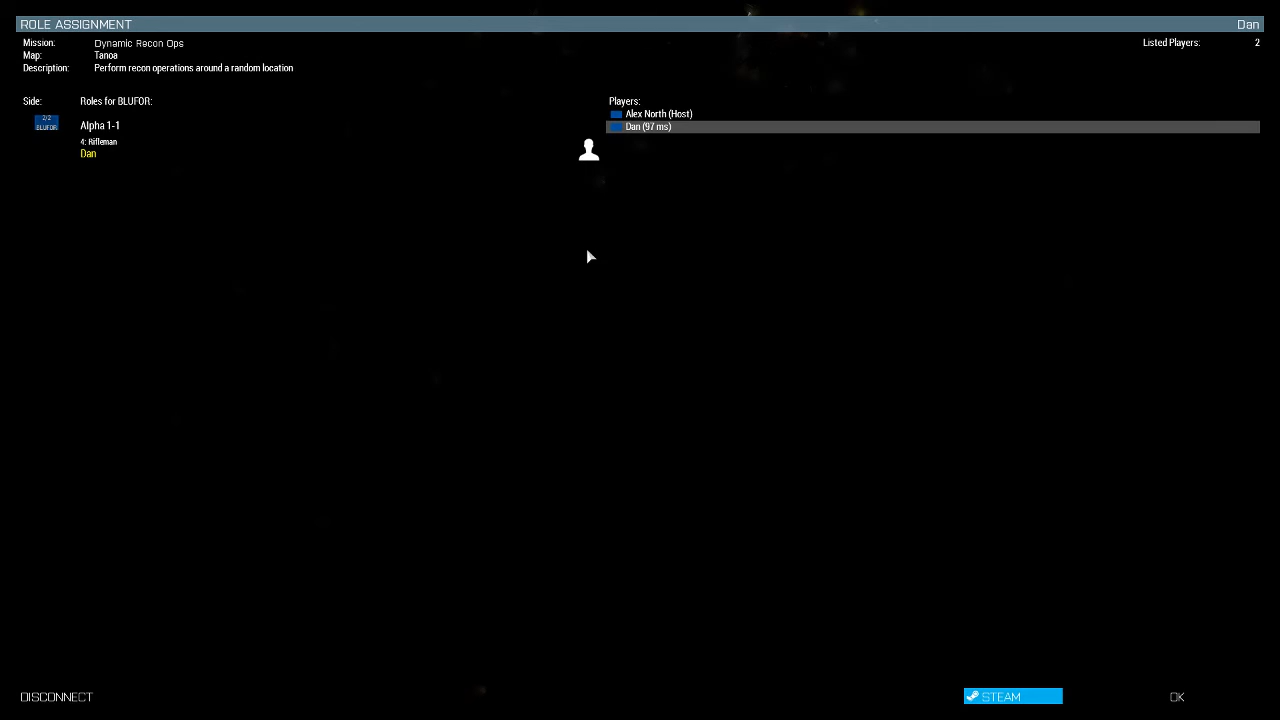 ROLE ASSIGNMENT Dan
Mission: Dynamic Recon Ops Listed Players: 2
Map: Tanoa
Description: Perform recon operations around a random location
Side: Roles for BLUFOR: Players:
Alex North (Host)
2/2
BLUFOR
Alpha 1-1
Dan (97 ms)
4: Rifleman
Dan
DISCONNECT STEAM OK